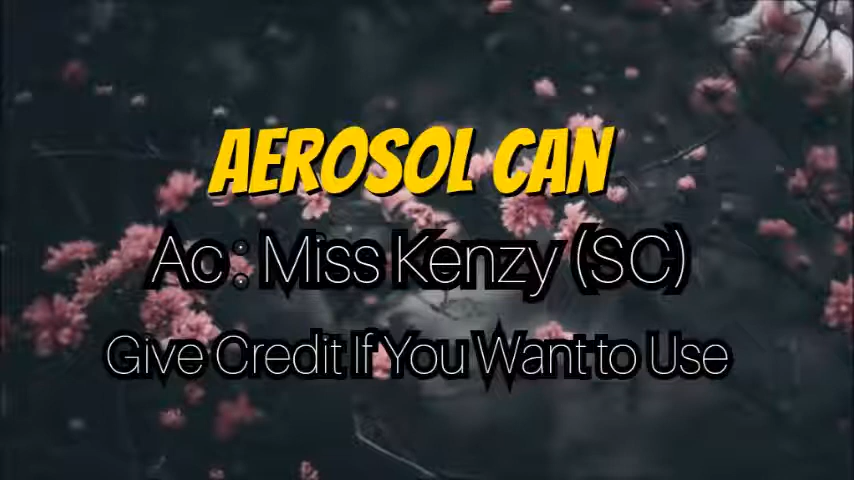 AEROSOL CAN
Ac : Miss Kenzy (SC)
Give Credit If You Want to Use